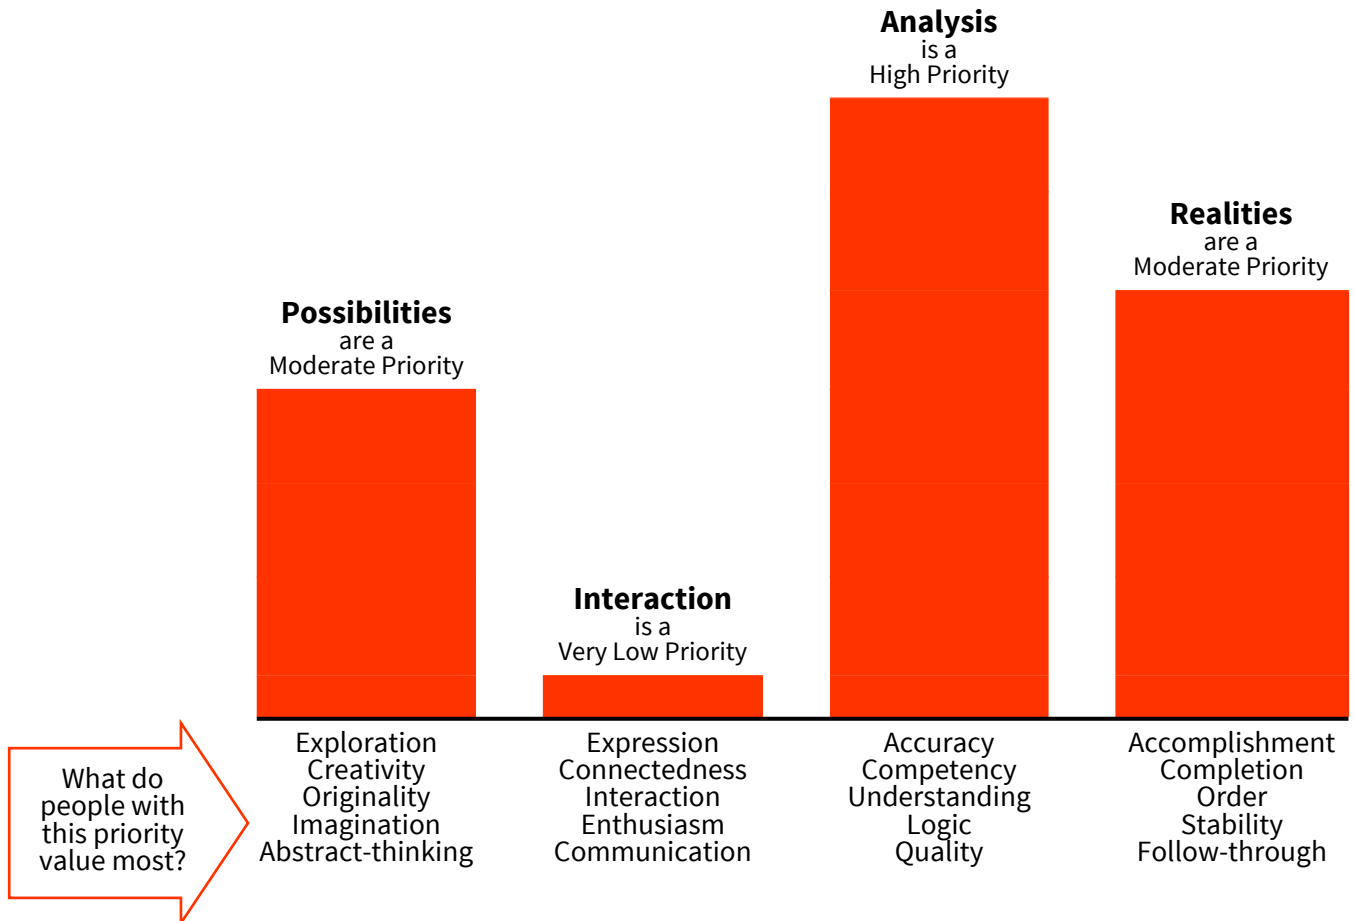 Analysis
is a
High Priority
Realities
are a
Moderate Priority
Possibilities
are a
Moderate Priority
Interaction
is a
Very Low Priority
What do
people with
this priority
value most?
Exploration
Creativity
Originality
Imagination
Abstract-thinking
Expression
Connectedness
Interaction
Enthusiasm
Communication
Accuracy
Competency
Understanding
Logic
Quality
Accomplishment
Completion
Order
Stability
Follow-through